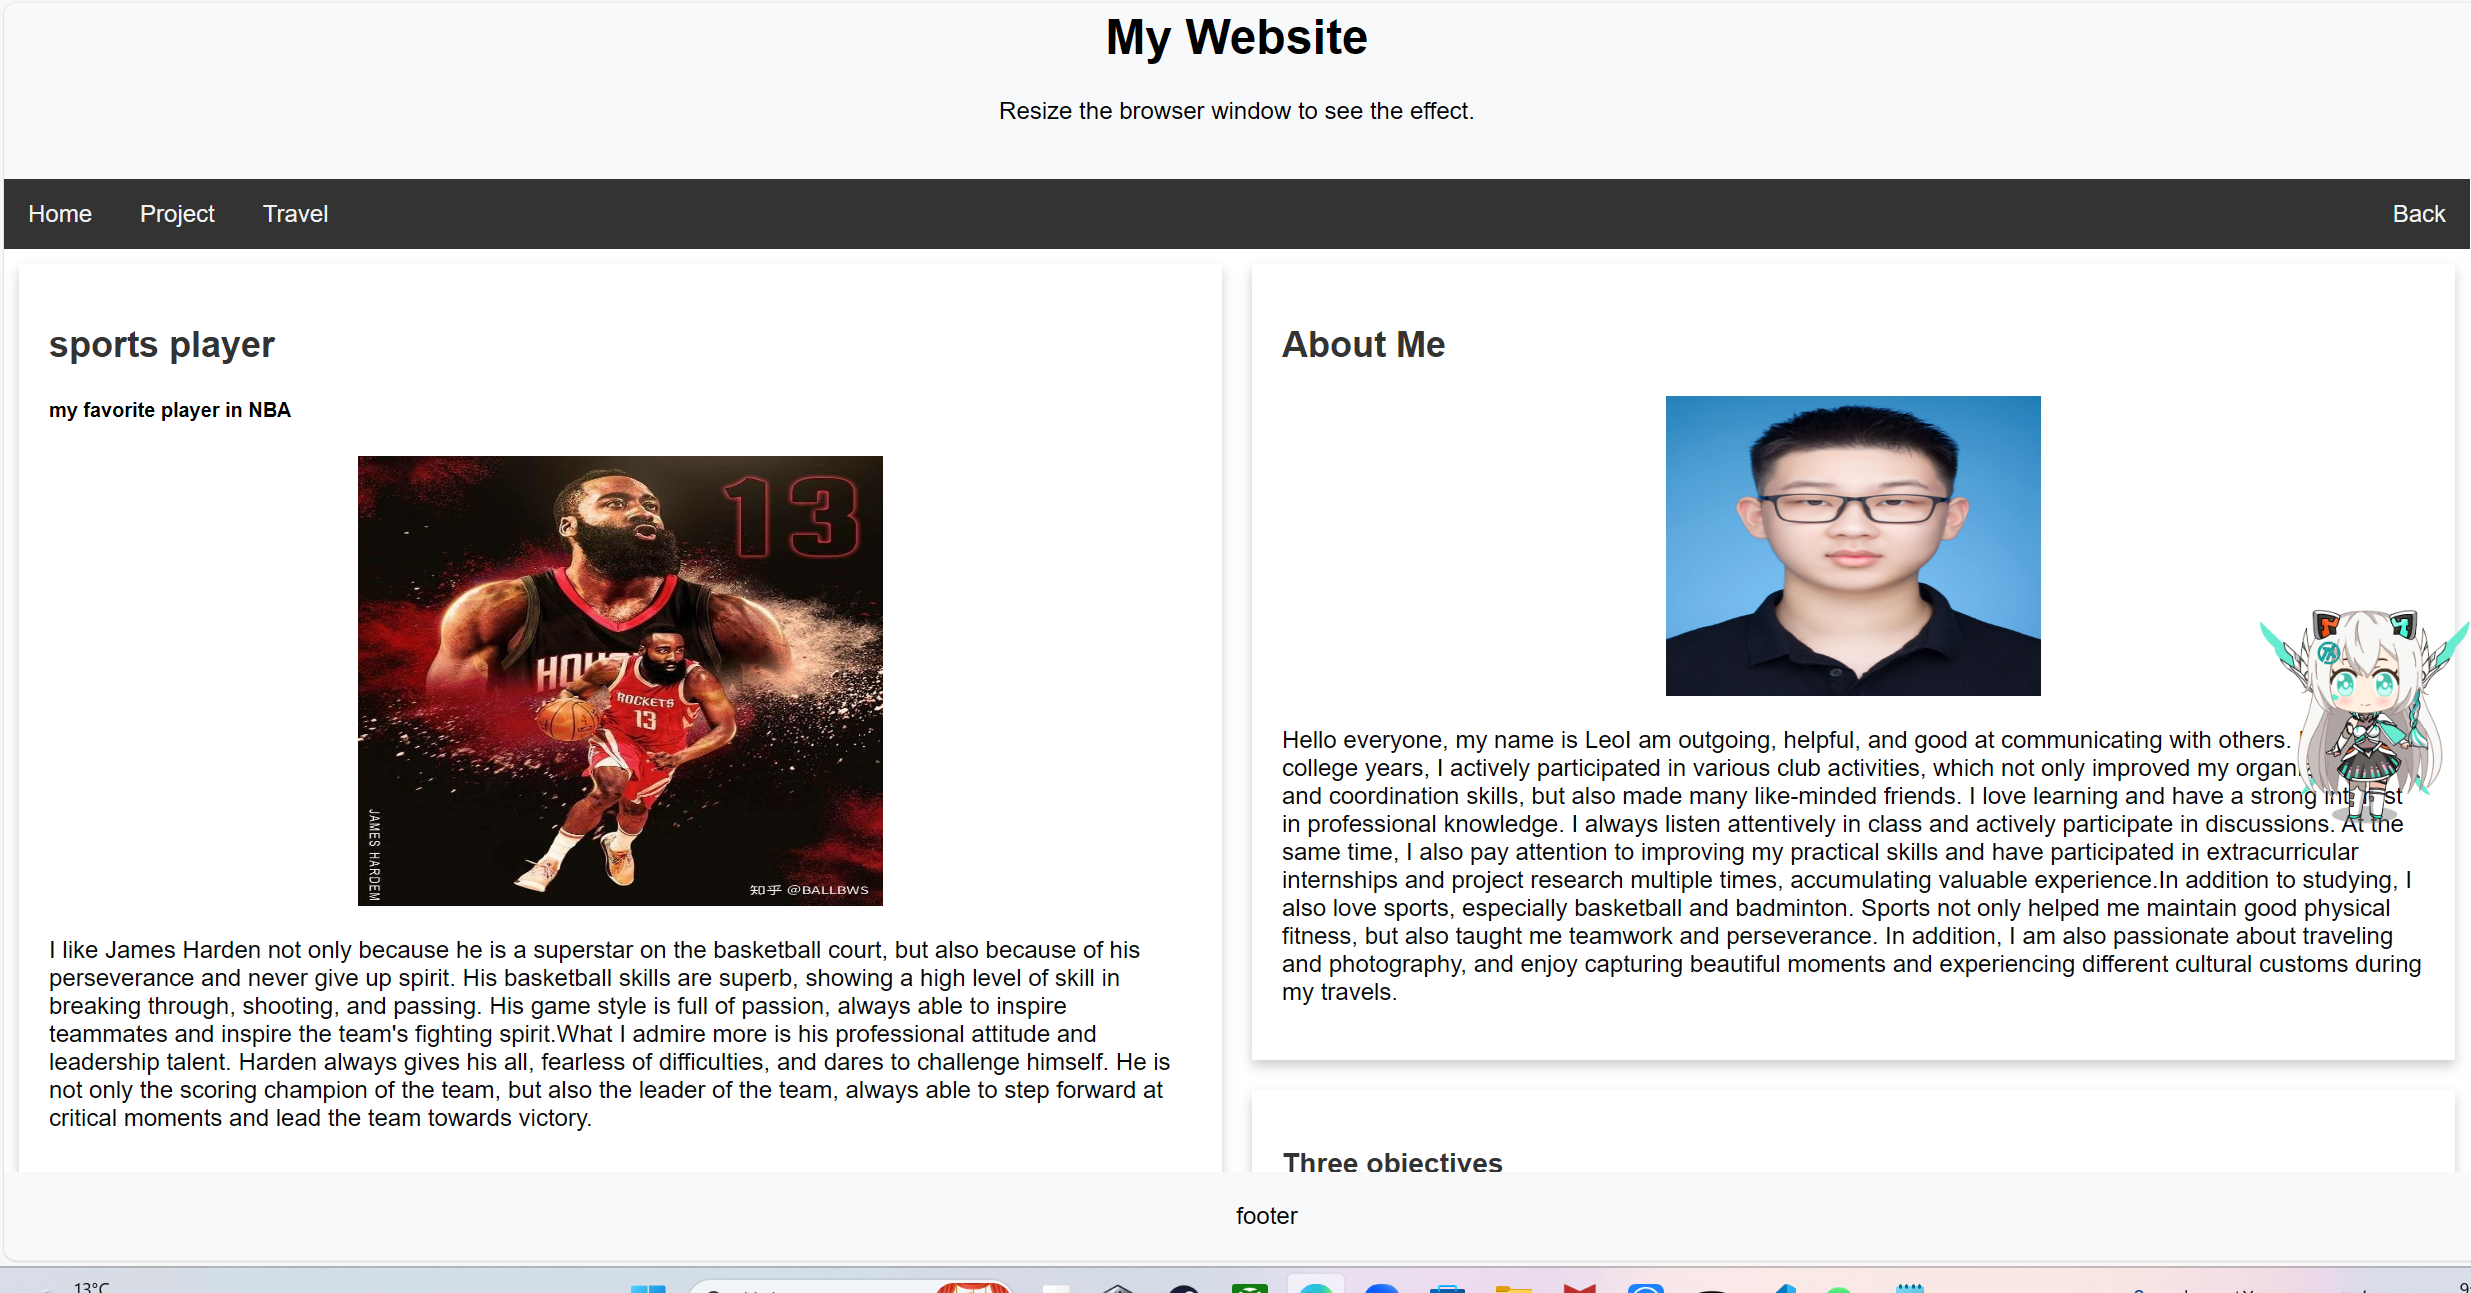 My Website
Resize the browser window to see the effect.
Home
Project
Travel
Back
sports player
my favorite player in NBA
13
ROCKETS
13
JAMES HARDEM
知乎 @BALLBWS
I like James Harden not only because he is a superstar on the basketball court, but also because of his
perseverance and never give up spirit. His basketball skills are superb, showing a high level of skill in
breaking through, shooting, and passing. His game style is full of passion, always able to inspire
teammates and inspire the team's fighting spirit.What I admire more is his professional attitude and
leadership talent. Harden always gives his all, fearless of difficulties, and dares to challenge himself. He is
not only the scoring champion of the team, but also the leader of the team, always able to step forward at
critical moments and lead the team towards victory.
About Me
Hello everyone, my name is LeoI am outgoing, helpful, and good at communicating with others.
college years, I actively participated in various club activities, which not only improved my
and coordination skills, but also made many like-minded friends. I love learning and have a strong
in professional knowledge. I always listen attentively in class and actively participate in discussions. At the
same time, I also pay attention to improving my practical skills and have participated in extracurricular
internships and project research multiple times, accumulating valuable experience.In addition to studying, I
also love sports, especially basketball and badminton. Sports not only helped me maintain good physical
fitness, but also taught me teamwork and perseverance. In addition, I am also passionate about traveling
and photography, and enjoy capturing beautiful moments and experiencing different cultural customs during
my travels.
Three objectives
footer
13°C